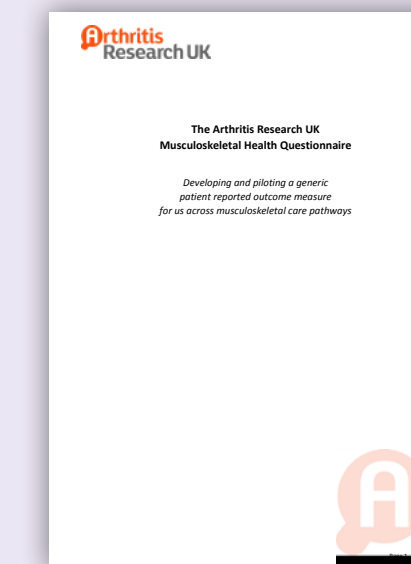 Arthritis
Research UK
The Arthritis Research UK
Musculoskeletal Health Questionnaire
Developing and piloting a generic
patient reported outcome measure
for us across musculoskeletal care pathways